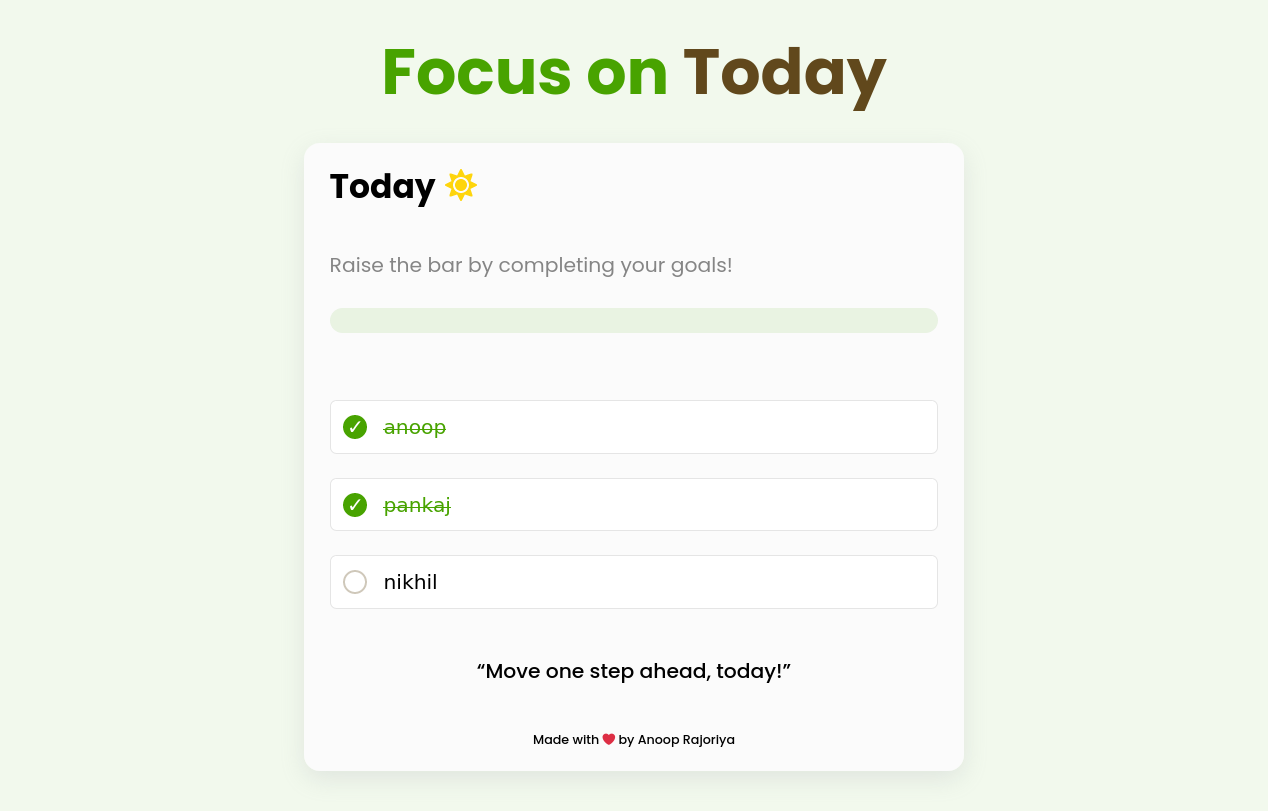 Focus on Today
Today
Raise the bar by completing your goals!
anoop
pankaj
nikhil
“Move one step ahead, today!”
Made with ❤ by Anoop Rajoriya